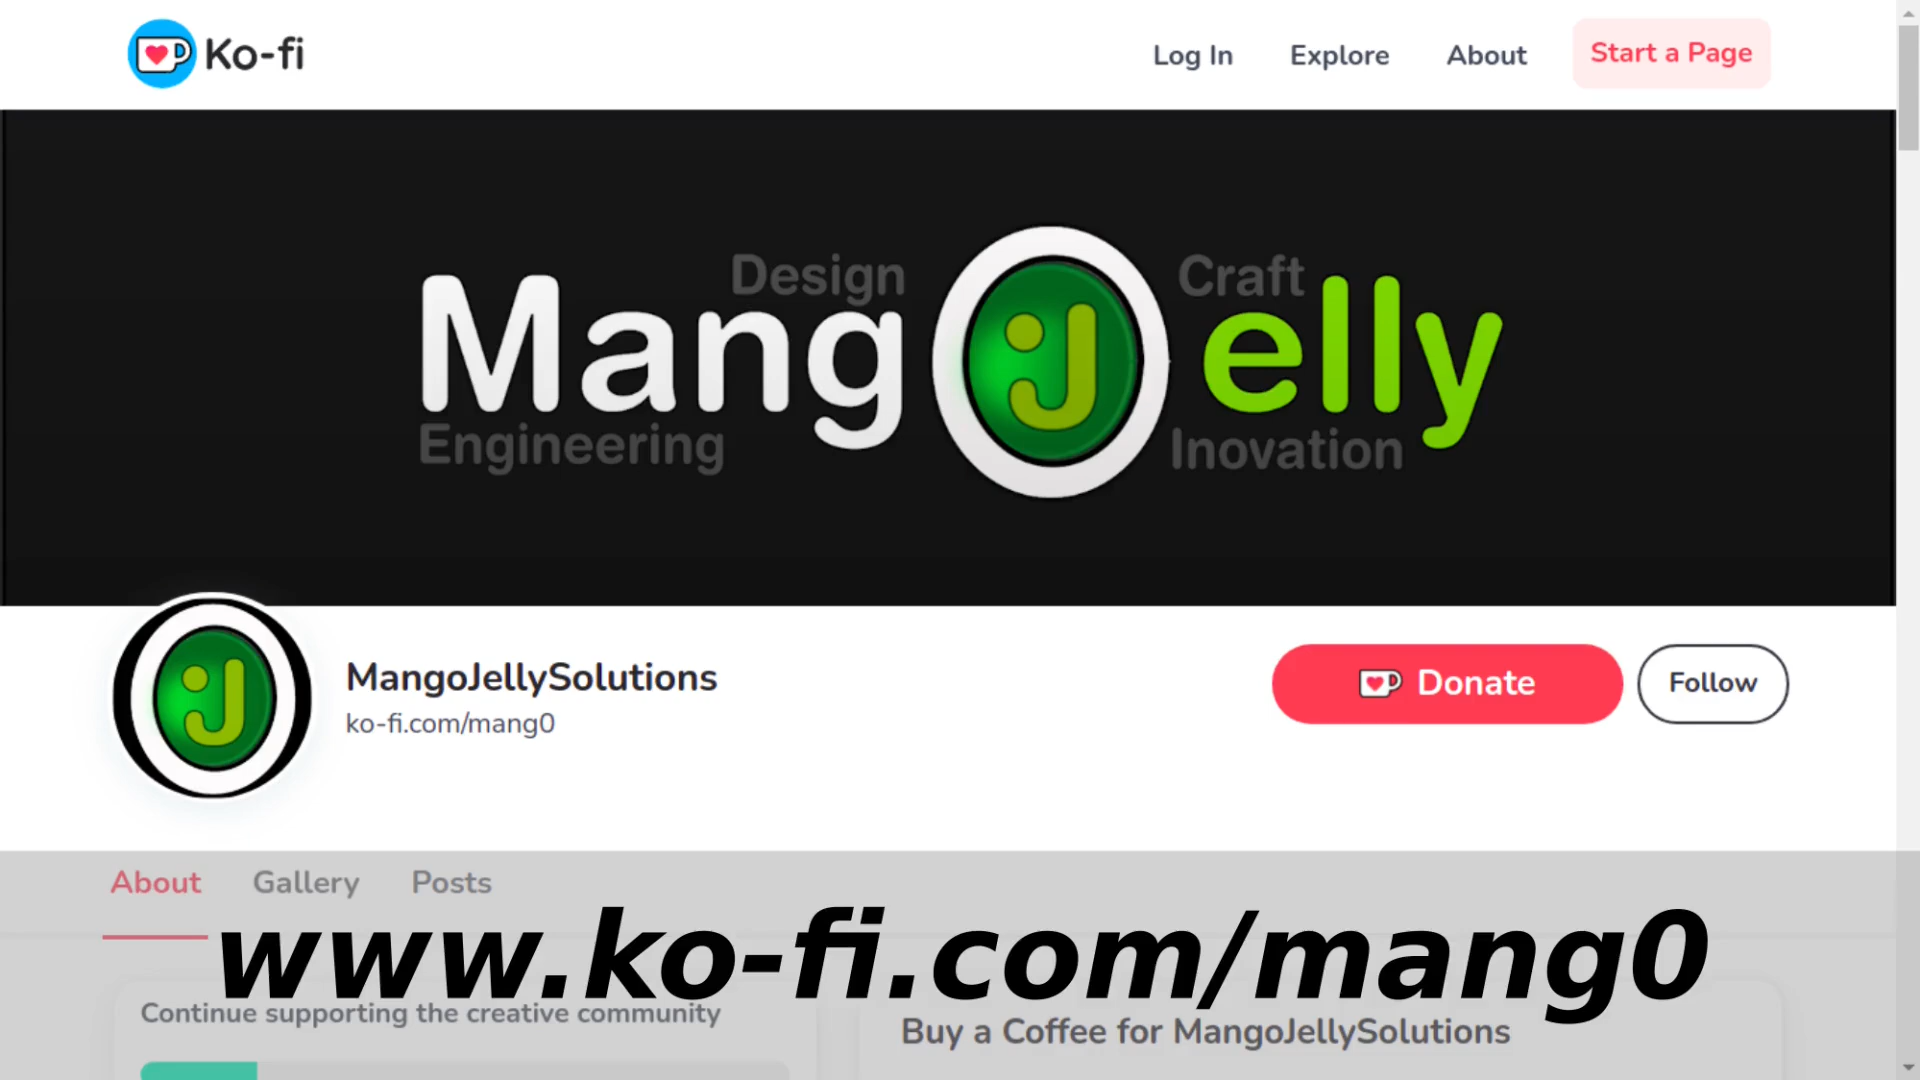 Ko-fi
Log In
Explore
About
Start a Page
Design
Craft
Mang J elly
Engineering
Inovation
J
MangoJellySolutions
ko-fi.com/mang0
Donate
Follow
About
Gallery
Posts
www.ko-fi.com/mang0
Continue supporting the creative community
Buy a Coffee for MangoJellySolutions